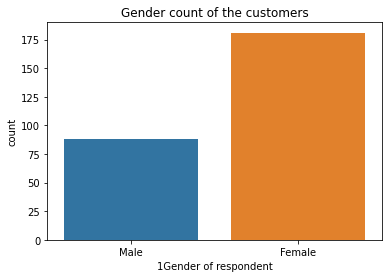 Gender count of the customers
175
150
125
100
75
50
25
0
count
Male
Female
1Gender of respondent